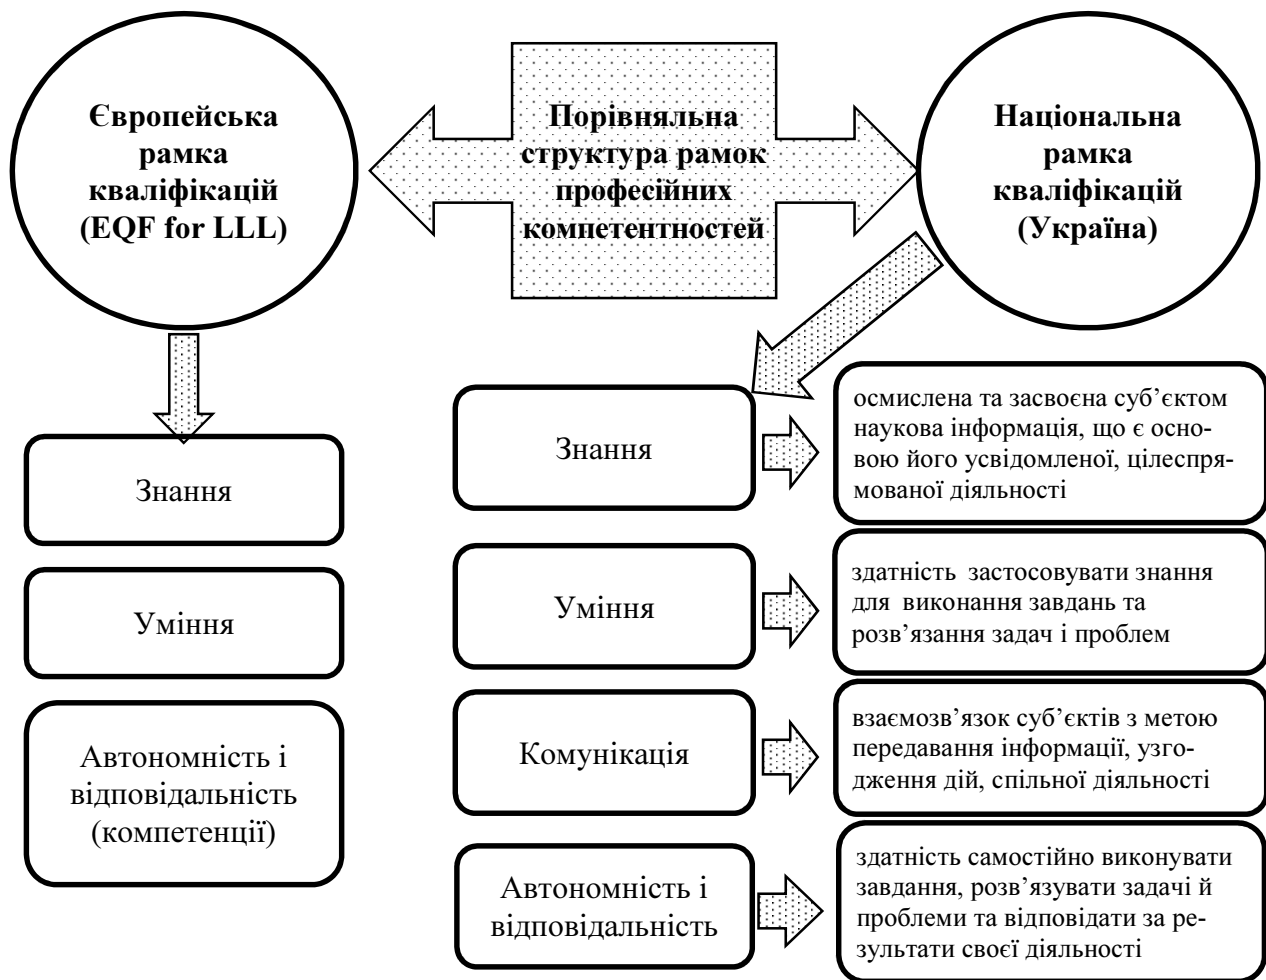 Європейська
рамка
кваліфікацій
(EQF for LLL)
Порівняльна
структура рамок
професійних
компетентностей
Національна
рамка
кваліфікацій
(Україна)
Знання
Уміння
Автономність і
відповідальність
(компетенції)
Знання
осмислена та засвоєна суб’єктом
наукова інформація, що є осно-
вою його усвідомленої, цілеспря-
мованої діяльності
Уміння
здатність застосовувати знання
для виконання завдань та
розв’язання задач і проблем
Комунікація
взаємозв’язок суб’єктів з метою
передавання інформації, узго-
дження дій, спільної діяльності
Автономність і
відповідальність
здатність самостійно виконувати
завдання, розв’язувати задачі й
проблеми та відповідати за ре-
зультати своєї діяльності